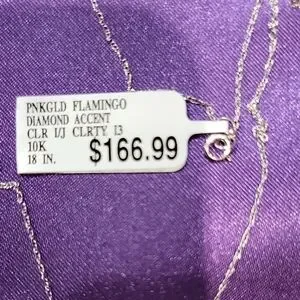 PNKGLD FLAMINGO
DIAMOND ACCENT
CLR I/J CLRTY I3
10K
18 IN. $166.99